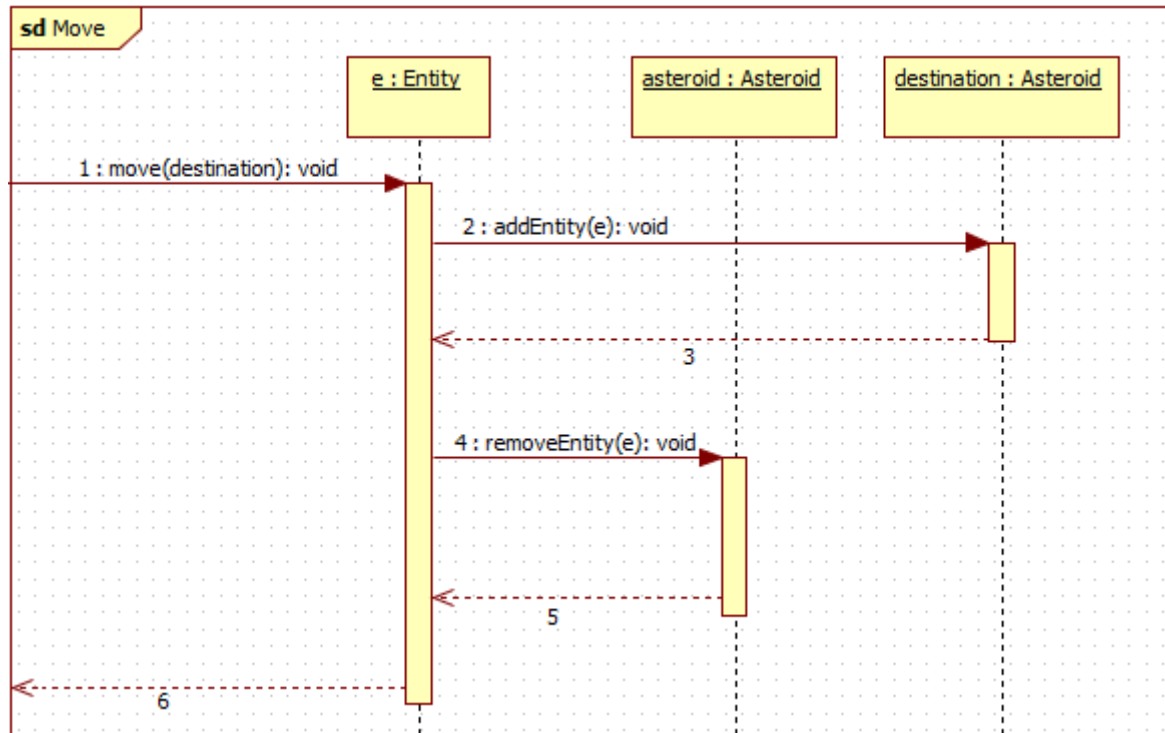 sd Move
e : Entity
asteroid : Asteroid
destination : Asteroid
1 : move(destination): void
2 : addEntity(e): void
3
4 : removeEntity(e): void
5
6